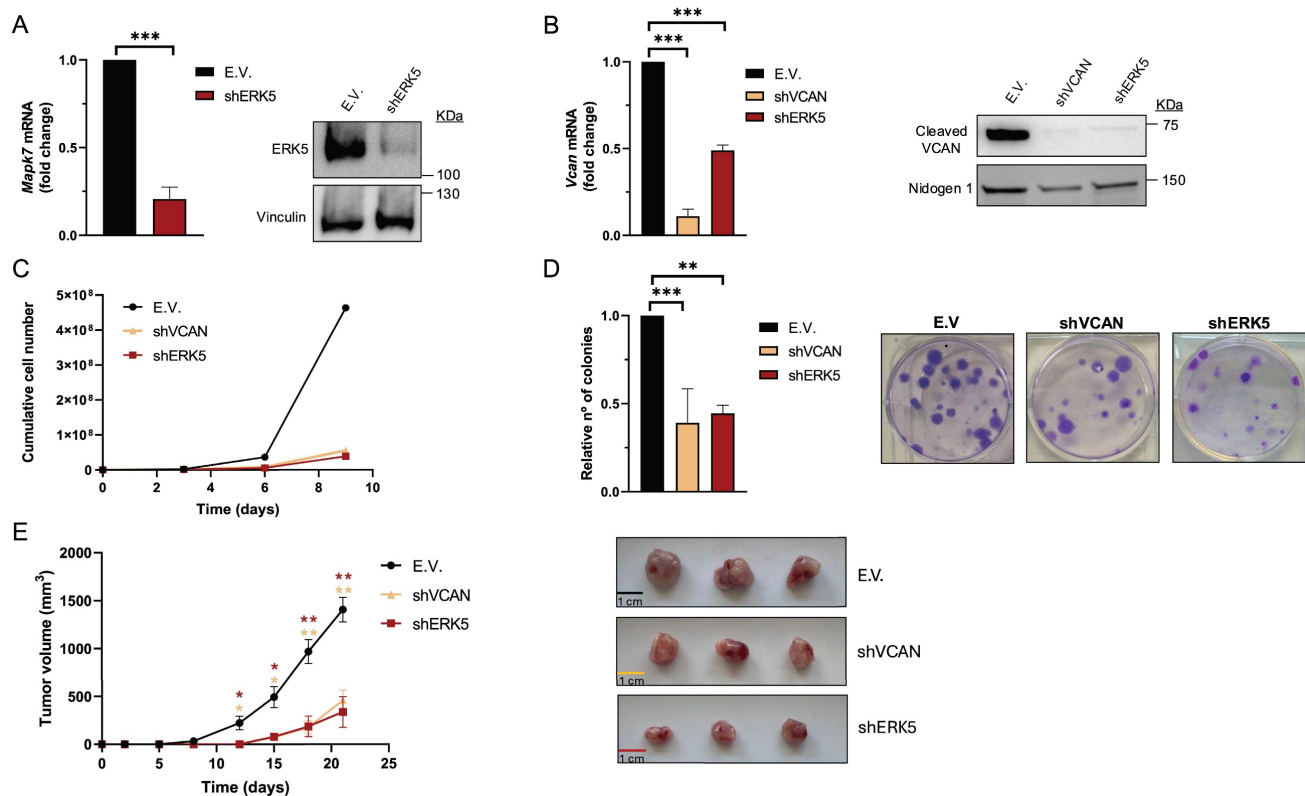 A
***
1.0
0.5
0.0
Mapk7 mRNA
(fold change)
E.V.
shERK5
E.V.
shERK5
KDa
ERK5
100
130
Vinculin
B
***
***
1.0
0.5
0.0
Vcan mRNA
(fold change)
E.V.
shVCAN
shERK5
E.V.
shVCAN
shERK5
KDa
Cleaved
VCAN
75
Nidogen 1
150
C
5×10⁸
4×10⁸
3×10⁸
2×10⁸
1×10⁸
0
Cumulative cell number
0 2 4 6 8 10
Time (days)
E.V.
shVCAN
shERK5
D
**
***
1.0
0.5
0.0
Relative nº of colonies
E.V.
shVCAN
shERK5
E.V
shVCAN
shERK5
E
2000
1500
1000
500
0
Tumor volume (mm³)
*
*
*
*
**
**
**
**
0 5 10 15 20 25
Time (days)
E.V.
shVCAN
shERK5
1 cm
E.V.
1 cm
shVCAN
1 cm
shERK5